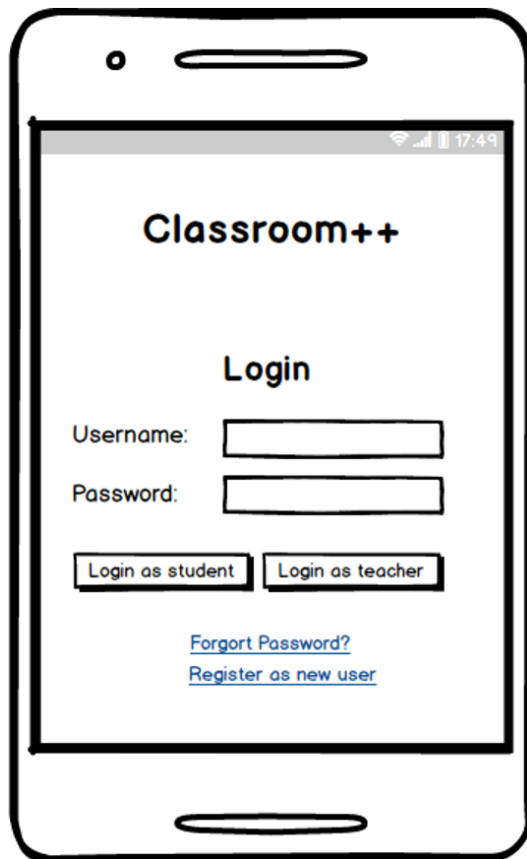 17:49
Classroom++
Login
Username:
Password:
Login as student Login as teacher
Forgort Password?
Register as new user